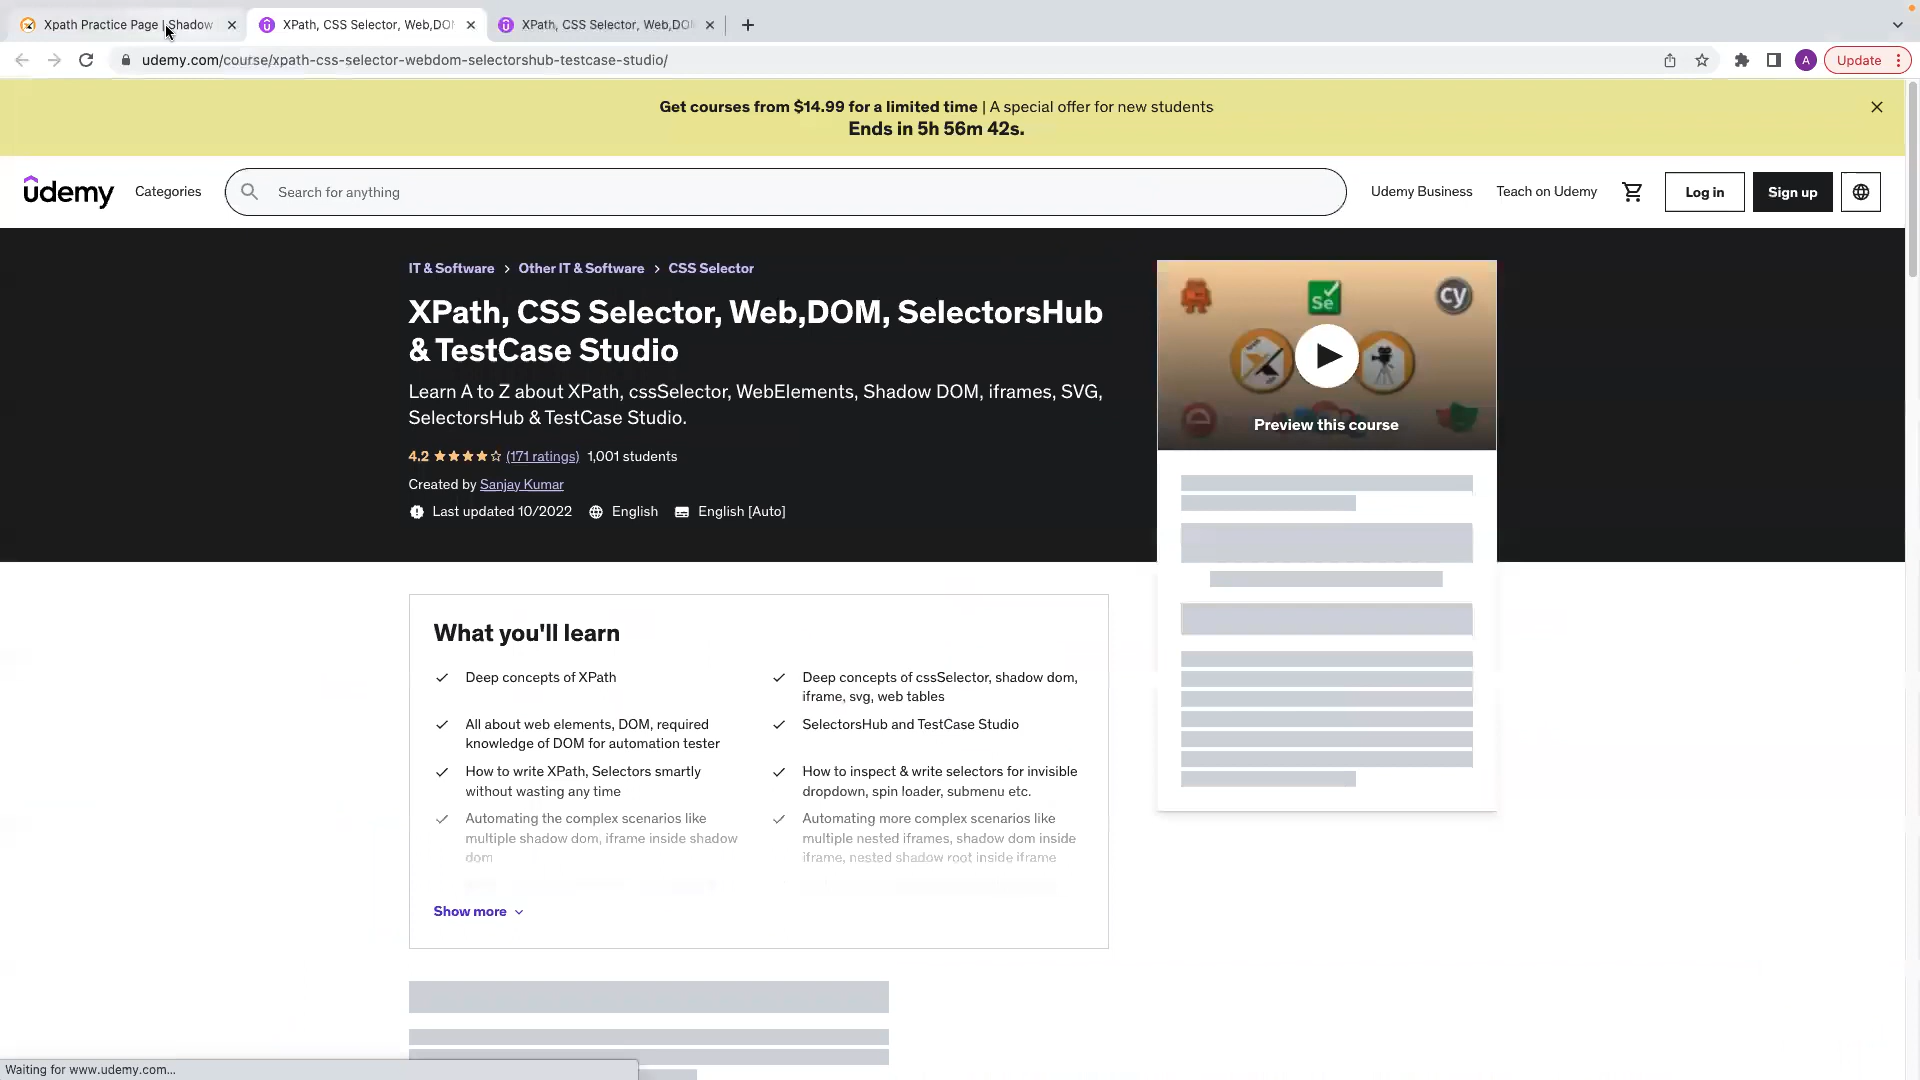 Xpath Practice Page | Shadow
XPath, CSS Selector, Web,DO
XPath, CSS Selector, Web,DO
udemy.com/course/xpath-css-selector-webdom-selectorshub-testcase-studio/
A
Update
Get courses from $14.99 for a limited time | A special offer for new students
Ends in 5h 56m 42s.
udemy
Categories
Search for anything
Udemy Business
Teach on Udemy
Log in
Sign up
IT & Software > Other IT & Software > CSS Selector
XPath, CSS Selector, Web,DOM, SelectorsHub
& TestCase Studio
Learn A to Z about XPath, cssSelector, WebElements, Shadow DOM, iframes, SVG,
SelectorsHub & TestCase Studio.
4.2 (171 ratings) 1,001 students
Created by Sanjay Kumar
Last updated 10/2022 English English [Auto]
Se
cy
Preview this course
What you'll learn
Deep concepts of XPath
Deep concepts of cssSelector, shadow dom,
iframe, svg, web tables
All about web elements, DOM, required
knowledge of DOM for automation tester
SelectorsHub and TestCase Studio
How to write XPath, Selectors smartly
without wasting any time
How to inspect & write selectors for invisible
dropdown, spin loader, submenu etc.
Automating the complex scenarios like
multiple shadow dom, iframe inside shadow
dom
Automating more complex scenarios like
multiple nested iframes, shadow dom inside
iframe, nested shadow root inside iframe
Show more
Waiting for www.udemy.com...